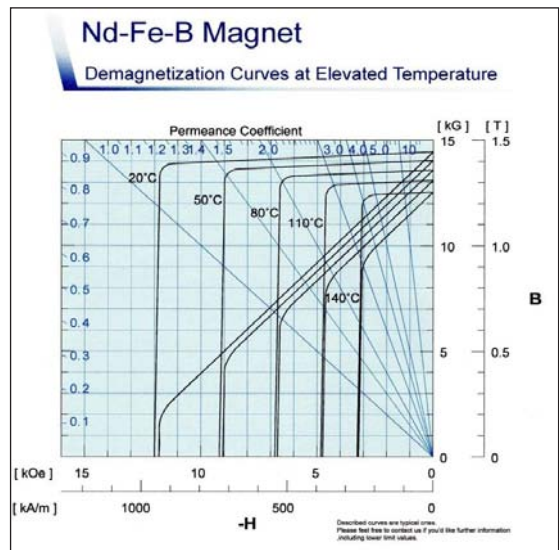 Nd-Fe-B Magnet
Demagnetization Curves at Elevated Temperature
Permeance Coefficient
[ kG ] [ T ]
1.0 1.1 1.2 1.3 1.4 1.5 2.0 3.0 4.0 5.0 10
15 1.5
0.9
20°C
0.8
50°C
80°C
0.7
110°C
10 1.0
0.6
0.5
140°C
B
0.4
5 0.5
0.3
0.2
0.1
0 0
[ kOe ] 15 10 5 0
[ kA/m ] 1000 500 0
-H
Described curves are typical ones.
Please feel free to contact us if you'd like further information
,including lower limit values.